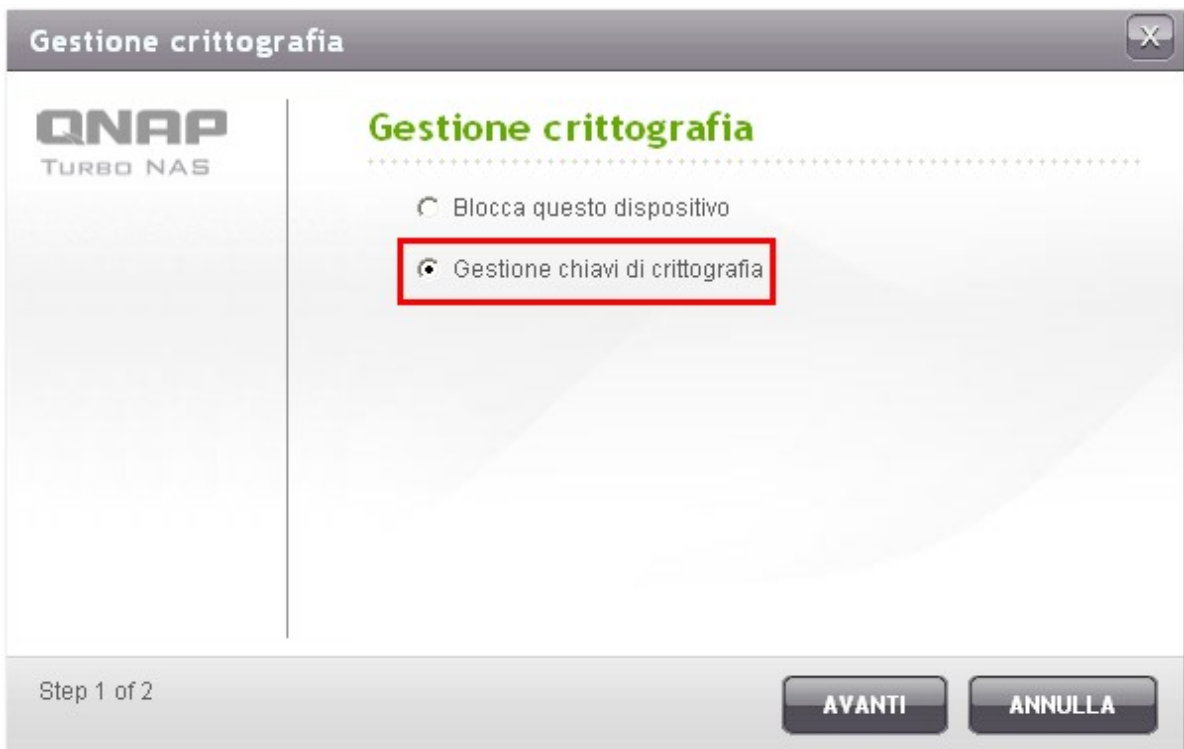 Gestione crittografia
X
QNAP
TURBO NAS
Gestione crittografia
Blocca questo dispositivo
Gestione chiavi di crittografia
Step 1 of 2
AVANTI
ANNULLA